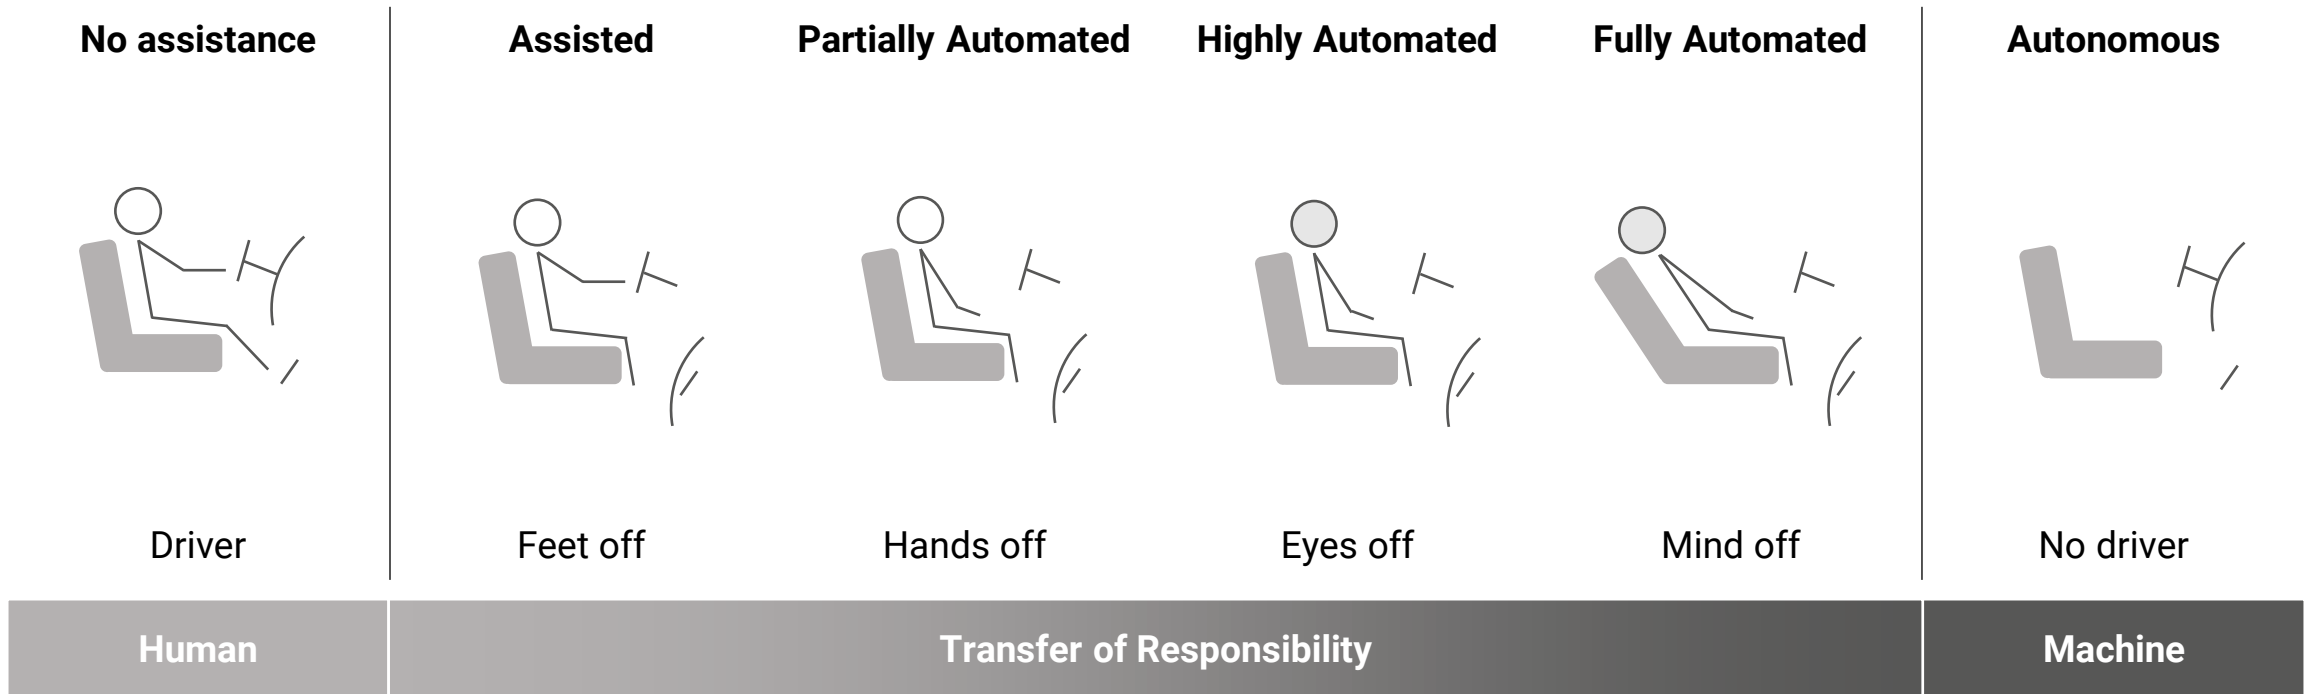 No assistance
Assisted
Partially Automated
Highly Automated
Fully Automated
Autonomous
Driver
Feet off
Hands off
Eyes off
Mind off
No driver
Human
Transfer of Responsibility
Machine